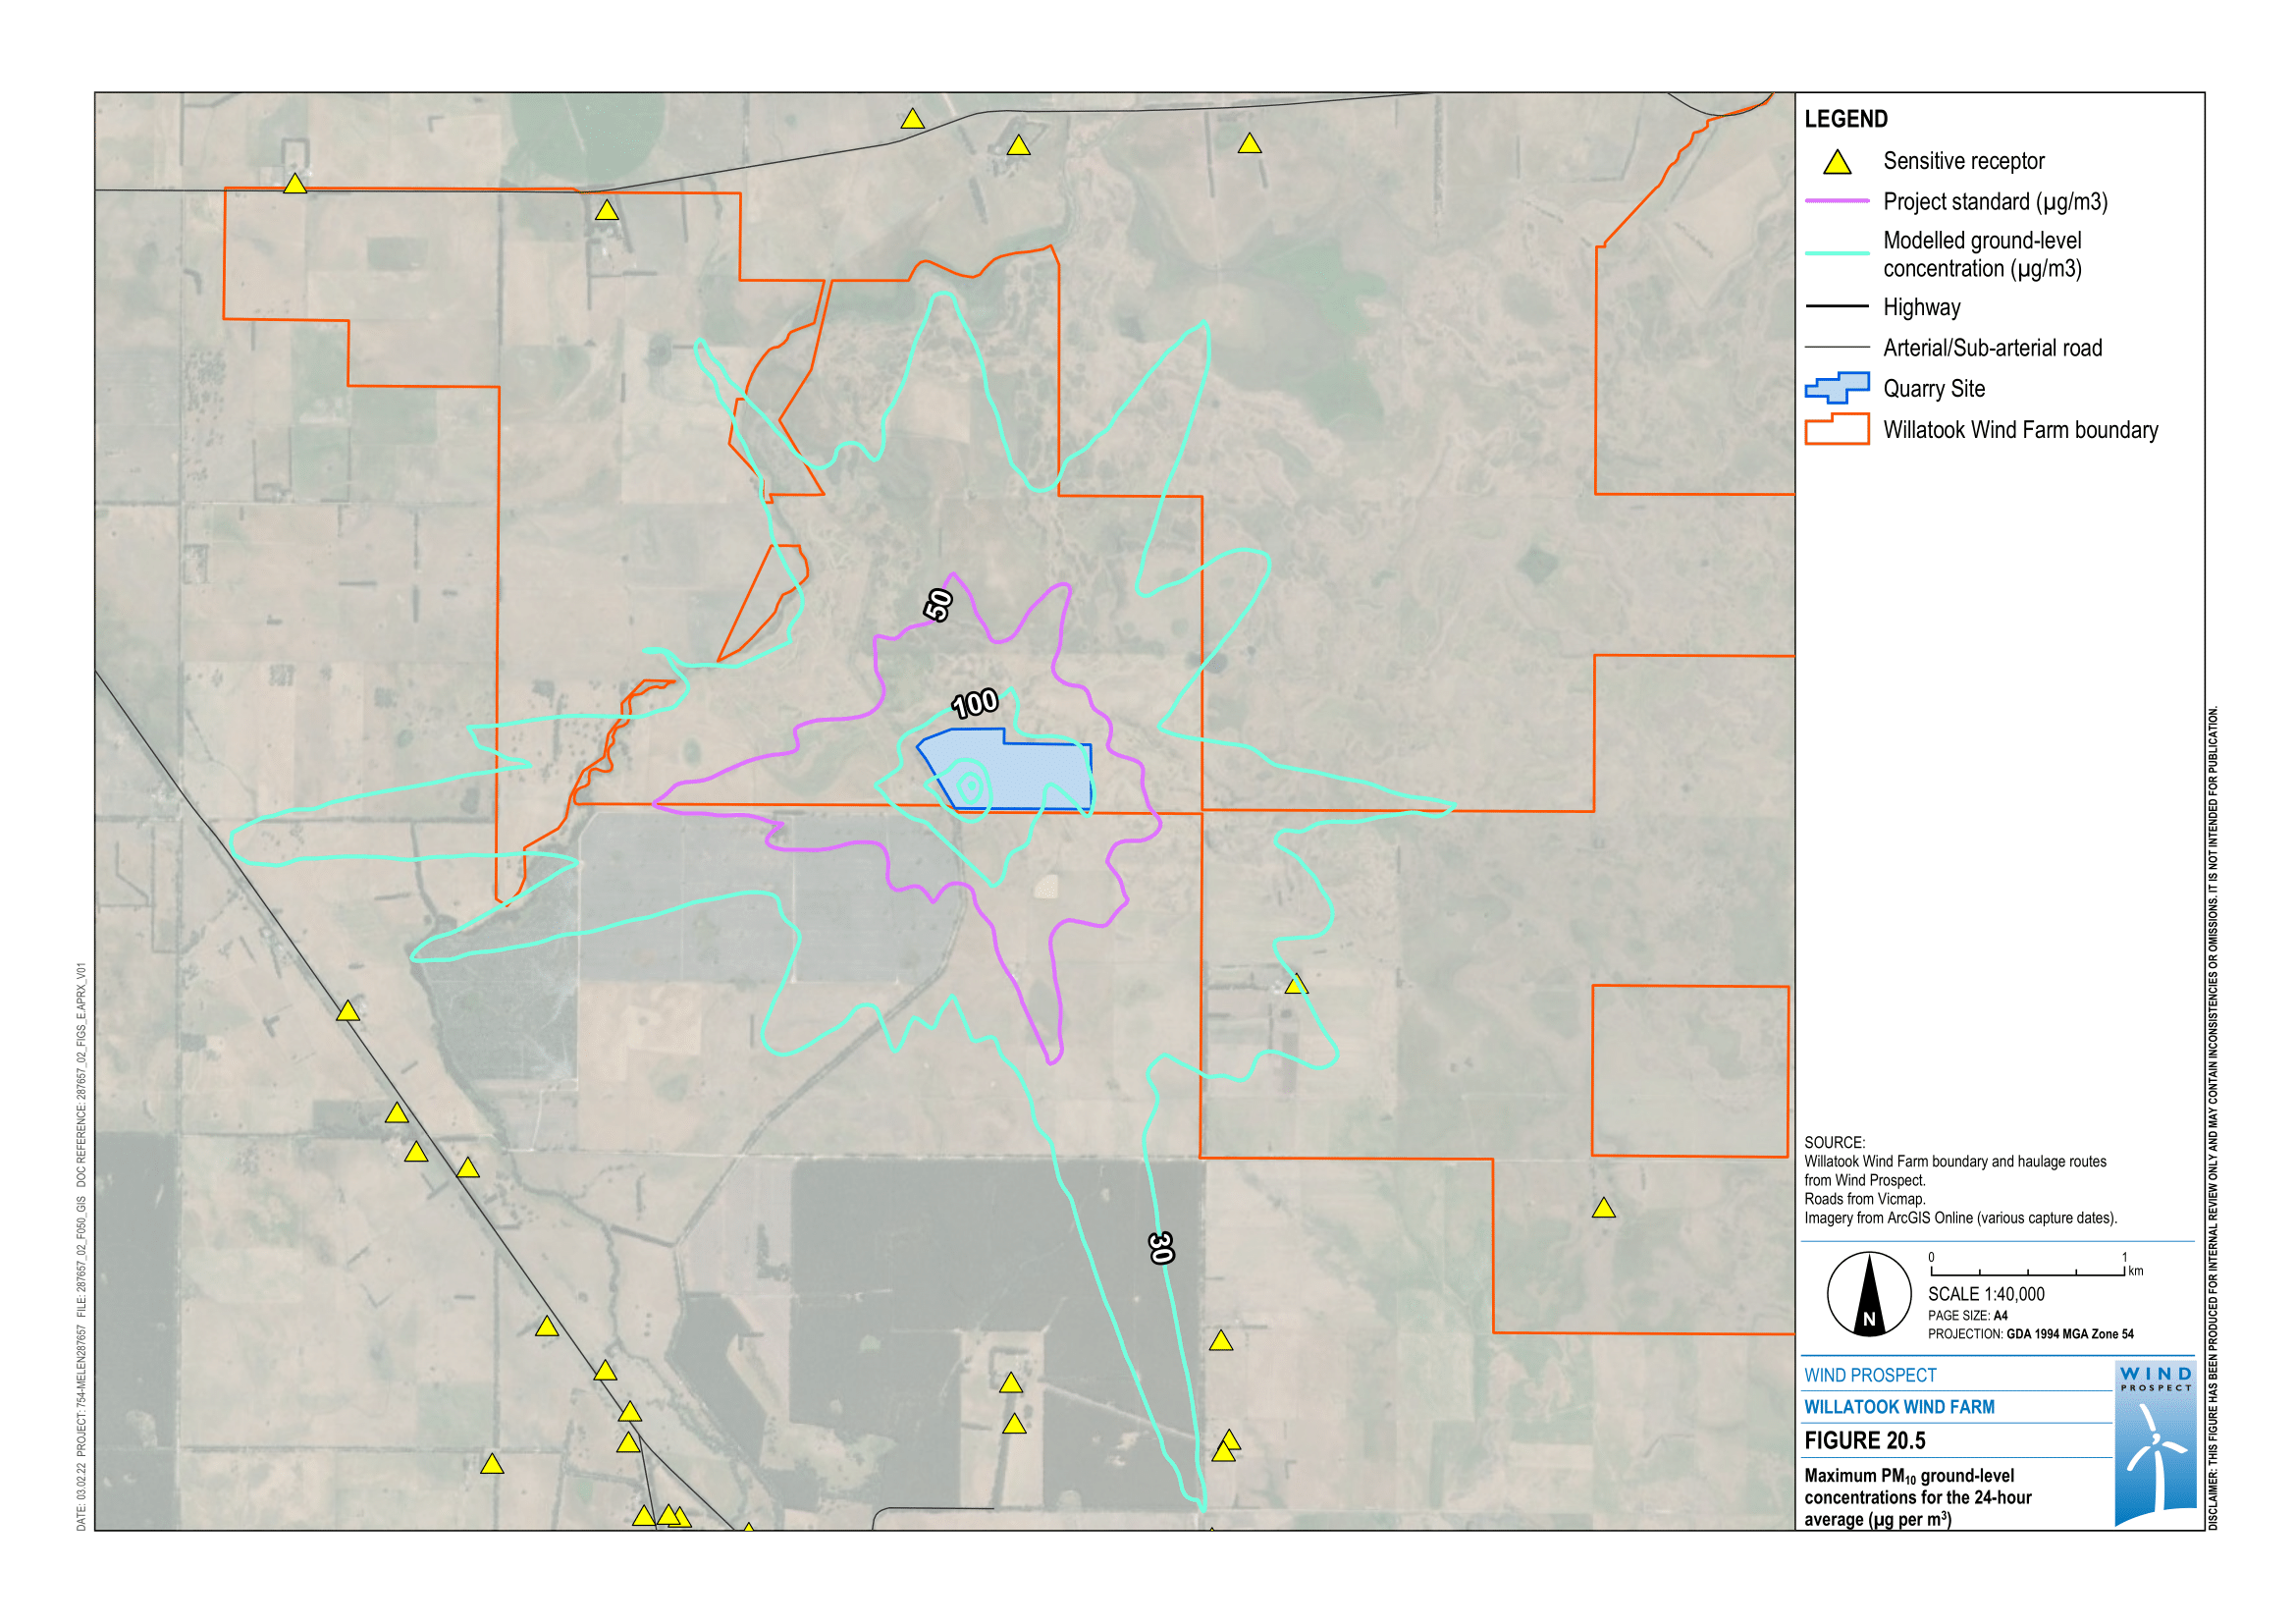 50
100
30
LEGEND
Sensitive receptor
Project standard (µg/m3)
Modelled ground-level
concentration (µg/m3)
Highway
Arterial/Sub-arterial road
Quarry Site
Willatook Wind Farm boundary
SOURCE:
Willatook Wind Farm boundary and haulage routes
from Wind Prospect.
Roads from Vicmap.
Imagery from ArcGIS Online (various capture dates).
N
0 1
km
SCALE 1:40,000
PAGE SIZE: A4
PROJECTION: GDA 1994 MGA Zone 54
WIND PROSPECT
WILLATOOK WIND FARM
FIGURE 20.5
Maximum PM₁₀ ground-level
concentrations for the 24-hour
average (µg per m³)
WIND
PROSPECT
DATE: 03.02.22 PROJECT: 754-MELEN287657 FILE: 287657_02_F050_GIS DOC REFERENCE: 287657_02_FIGS_E.APRX_V01
DISCLAIMER: THIS FIGURE HAS BEEN PRODUCED FOR INTERNAL REVIEW ONLY AND MAY CONTAIN INCONSISTENCIES OR OMISSIONS. IT IS NOT INTENDED FOR PUBLICATION.